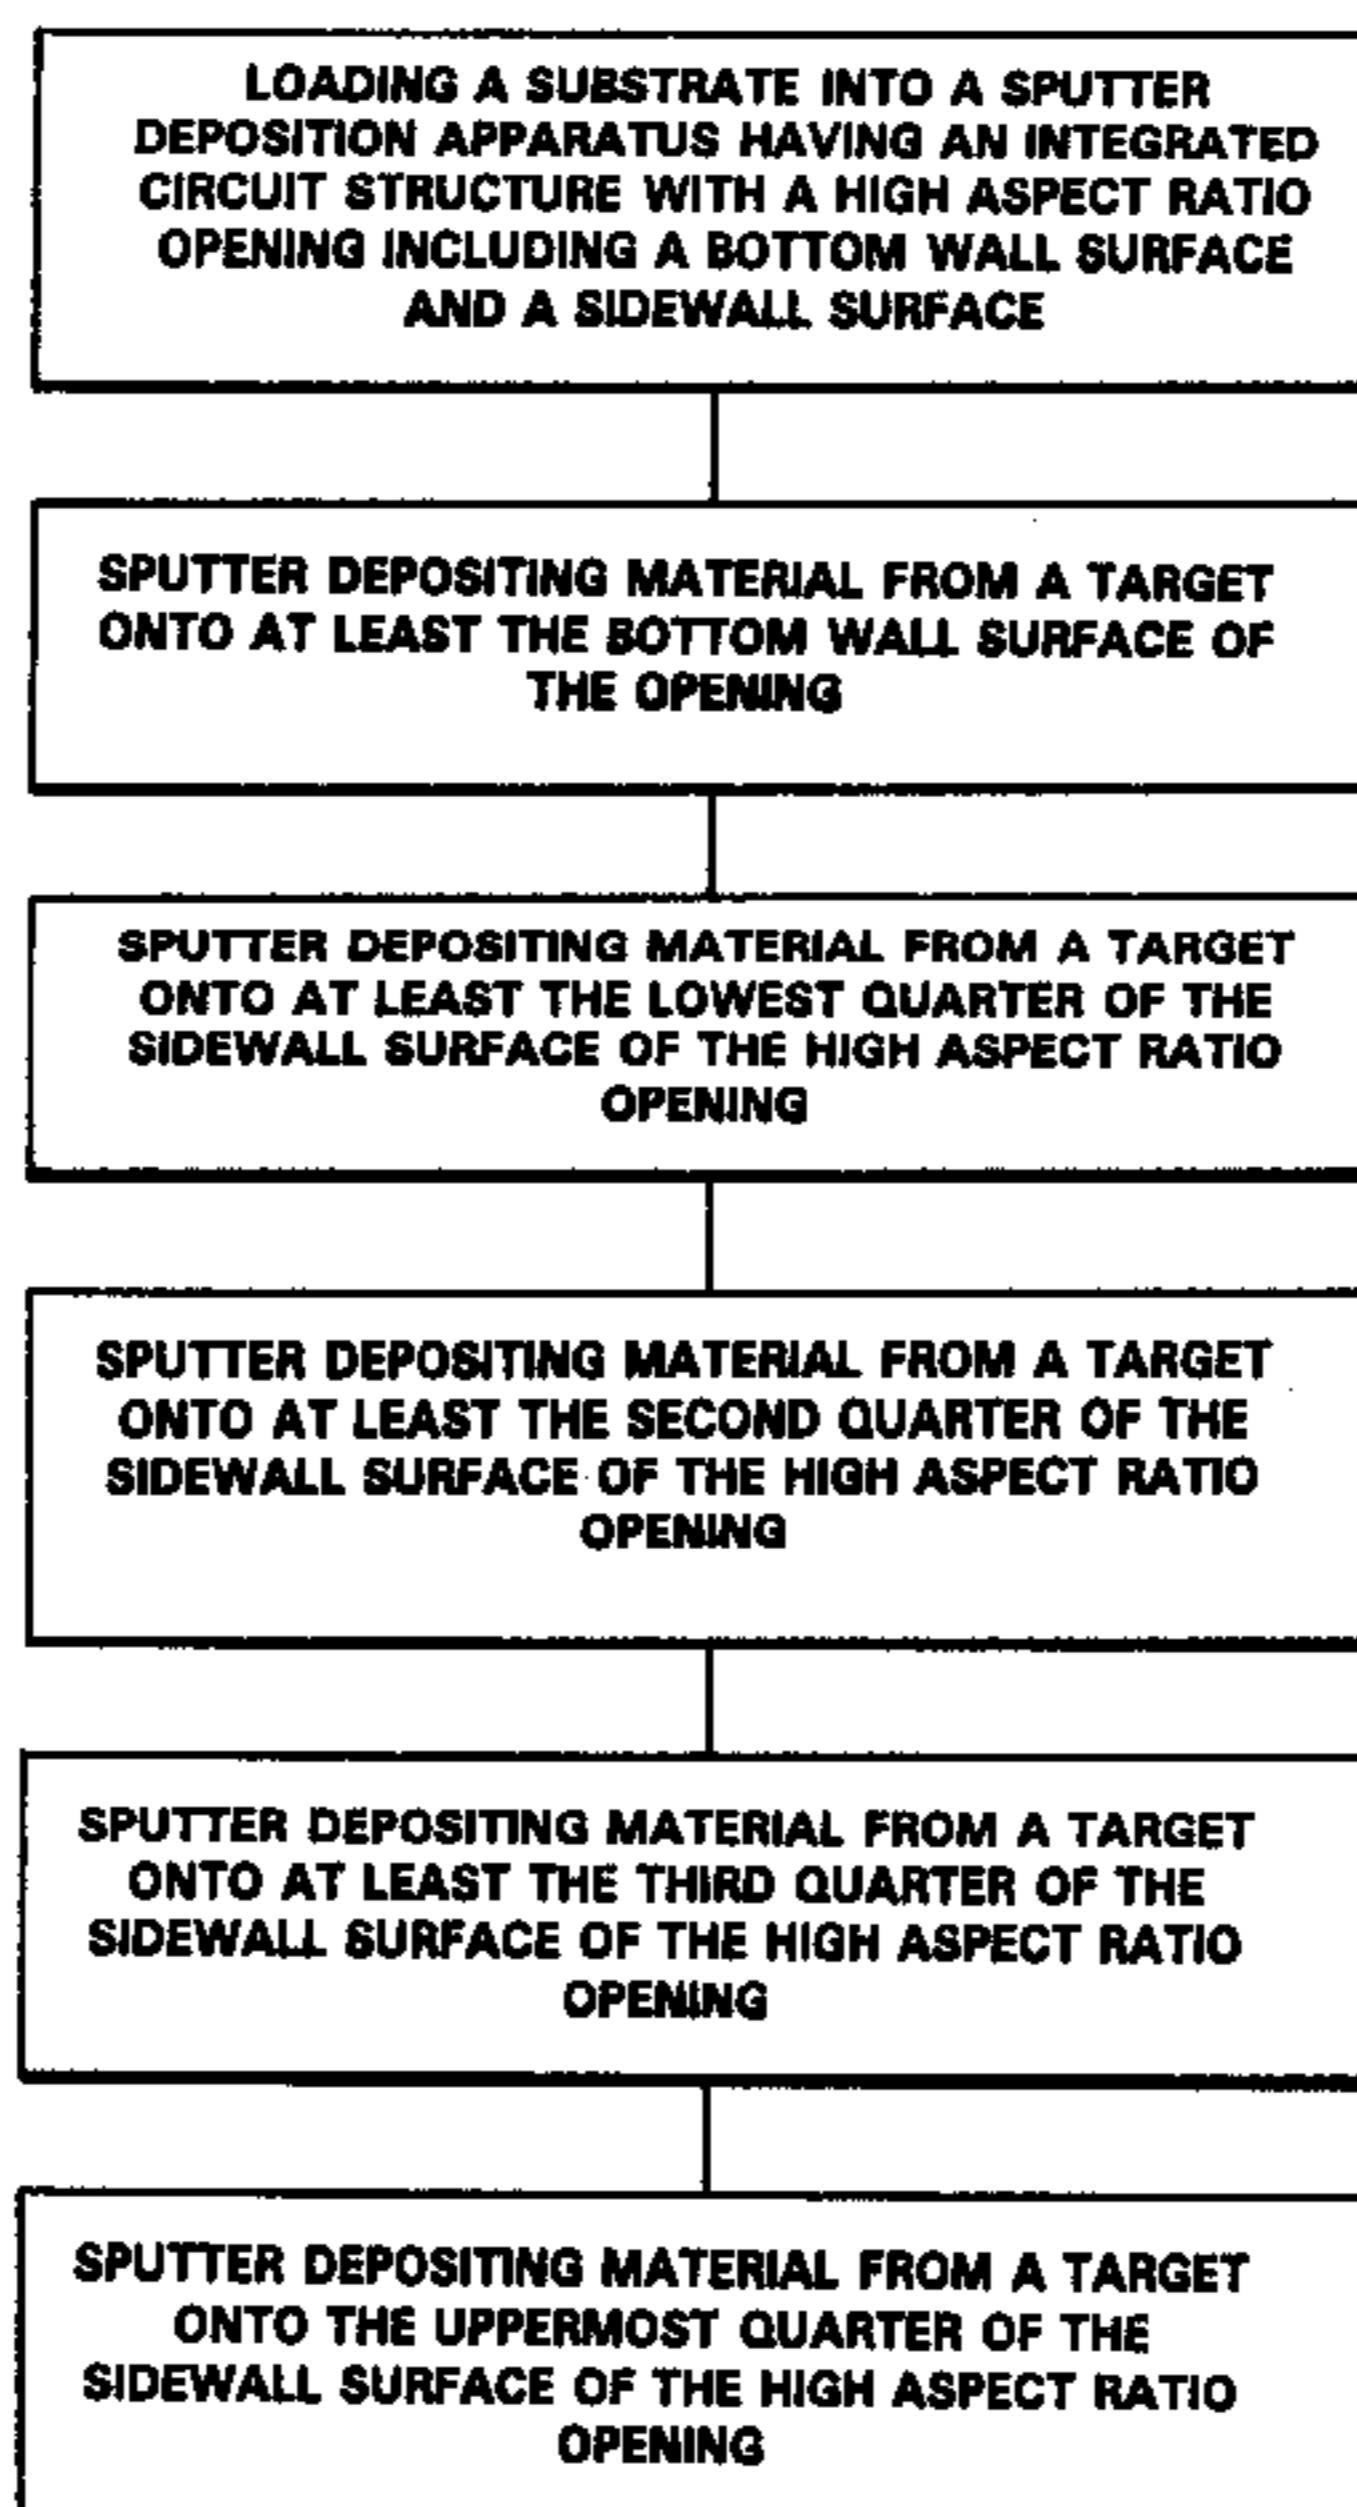 LOADING A SUBSTRATE INTO A SPUTTER
DEPOSITION APPARATUS HAVING AN INTEGRATED
CIRCUIT STRUCTURE WITH A HIGH ASPECT RATIO
OPENING INCLUDING A BOTTOM WALL SURFACE
AND A SIDEWALL SURFACE
SPUTTER DEPOSITING MATERIAL FROM A TARGET
ONTO AT LEAST THE BOTTOM WALL SURFACE OF
THE OPENING
SPUTTER DEPOSITING MATERIAL FROM A TARGET
ONTO AT LEAST THE LOWEST QUARTER OF THE
SIDEWALL SURFACE OF THE HIGH ASPECT RATIO
OPENING
SPUTTER DEPOSITING MATERIAL FROM A TARGET
ONTO AT LEAST THE SECOND QUARTER OF THE
SIDEWALL SURFACE OF THE HIGH ASPECT RATIO
OPENING
SPUTTER DEPOSITING MATERIAL FROM A TARGET
ONTO AT LEAST THE THIRD QUARTER OF THE
SIDEWALL SURFACE OF THE HIGH ASPECT RATIO
OPENING
SPUTTER DEPOSITING MATERIAL FROM A TARGET
ONTO THE UPPERMOST QUARTER OF THE
SIDEWALL SURFACE OF THE HIGH ASPECT RATIO
OPENING